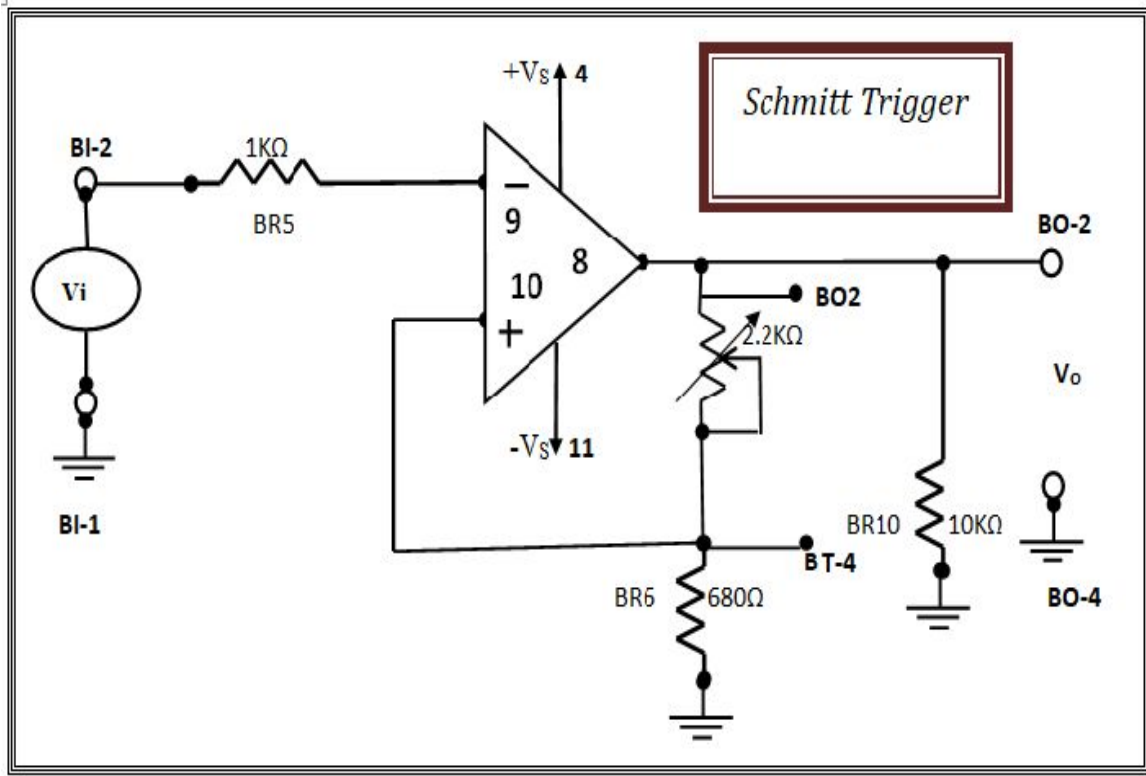 Schmitt Trigger
+VS 4
BI-2
1KΩ
BR5
−
9
10
8
+
BO-2
BO2
2.2KΩ
Vi
Vo
-VS 11
BI-1
BT-4
BR10 10KΩ
BR6 680Ω
BO-4